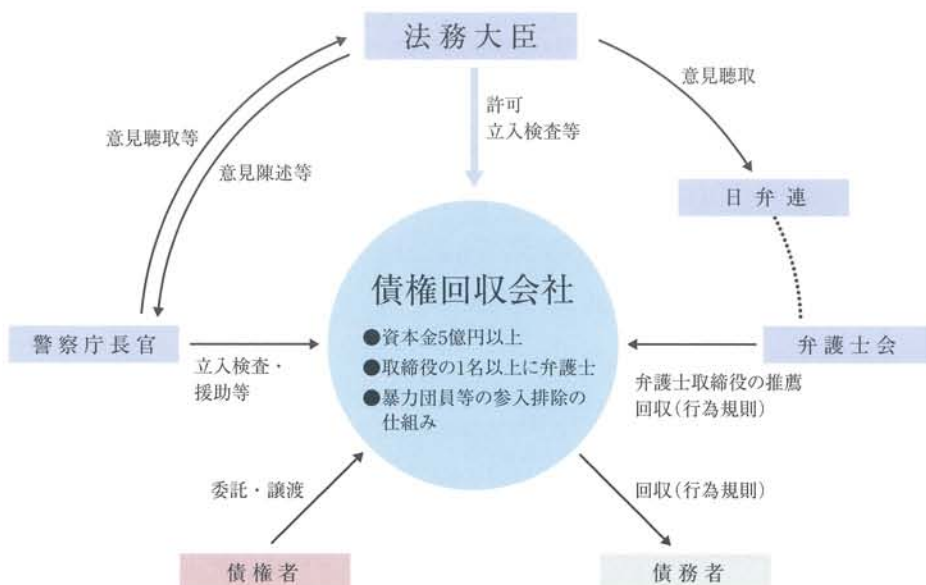 法務大臣
意見聴取
許可
立入検査等
意見聴取等
意見陳述等
日弁連
債権回収会社
●資本金5億円以上
●取締役の1名以上に弁護士
●暴力団員等の参入排除の
仕組み
警察庁長官
立入検査・
援助等
弁護士会
弁護士取締役の推薦
回収(行為規則)
委託・譲渡
回収(行為規則)
債権者
債務者